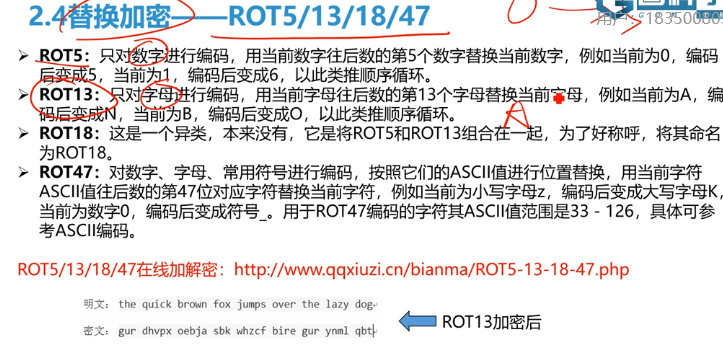 2.4替换加密——ROT5/13/18/47
用户:18350080
ROT5：只对数字进行编码，用当前数字往后数的第5个数字替换当前数字，例如当前为0，编码
后变成5，当前为1，编码后变成6，以此类推顺序循环。
ROT13：只对字母进行编码，用当前字母往后数的第13个字母替换当前字母，例如当前为A，编
码后变成N，当前为B，编码后变成O，以此类推顺序循环。
A
ROT18：这是一个异类，本来没有，它是将ROT5和ROT13组合在一起，为了好称呼，将其命名
为ROT18。
ROT47：对数字、字母、常用符号进行编码，按照它们的ASCII值进行位置替换，用当前字符
ASCII值往后数的第47位对应字符替换当前字符，例如当前为小写字母z，编码后变成大写字母K，
当前为数字0，编码后变成符号_。用于ROT47编码的字符其ASCII值范围是33－126，具体可参
考ASCII编码。
ROT5/13/18/47在线加解密：http://www.qqxiuzi.cn/bianma/ROT5-13-18-47.php
明文： the quick brown fox jumps over the lazy dog
密文： gur dhvpx oebja sbk whzcf bire gur ynml qbt
ROT13加密后